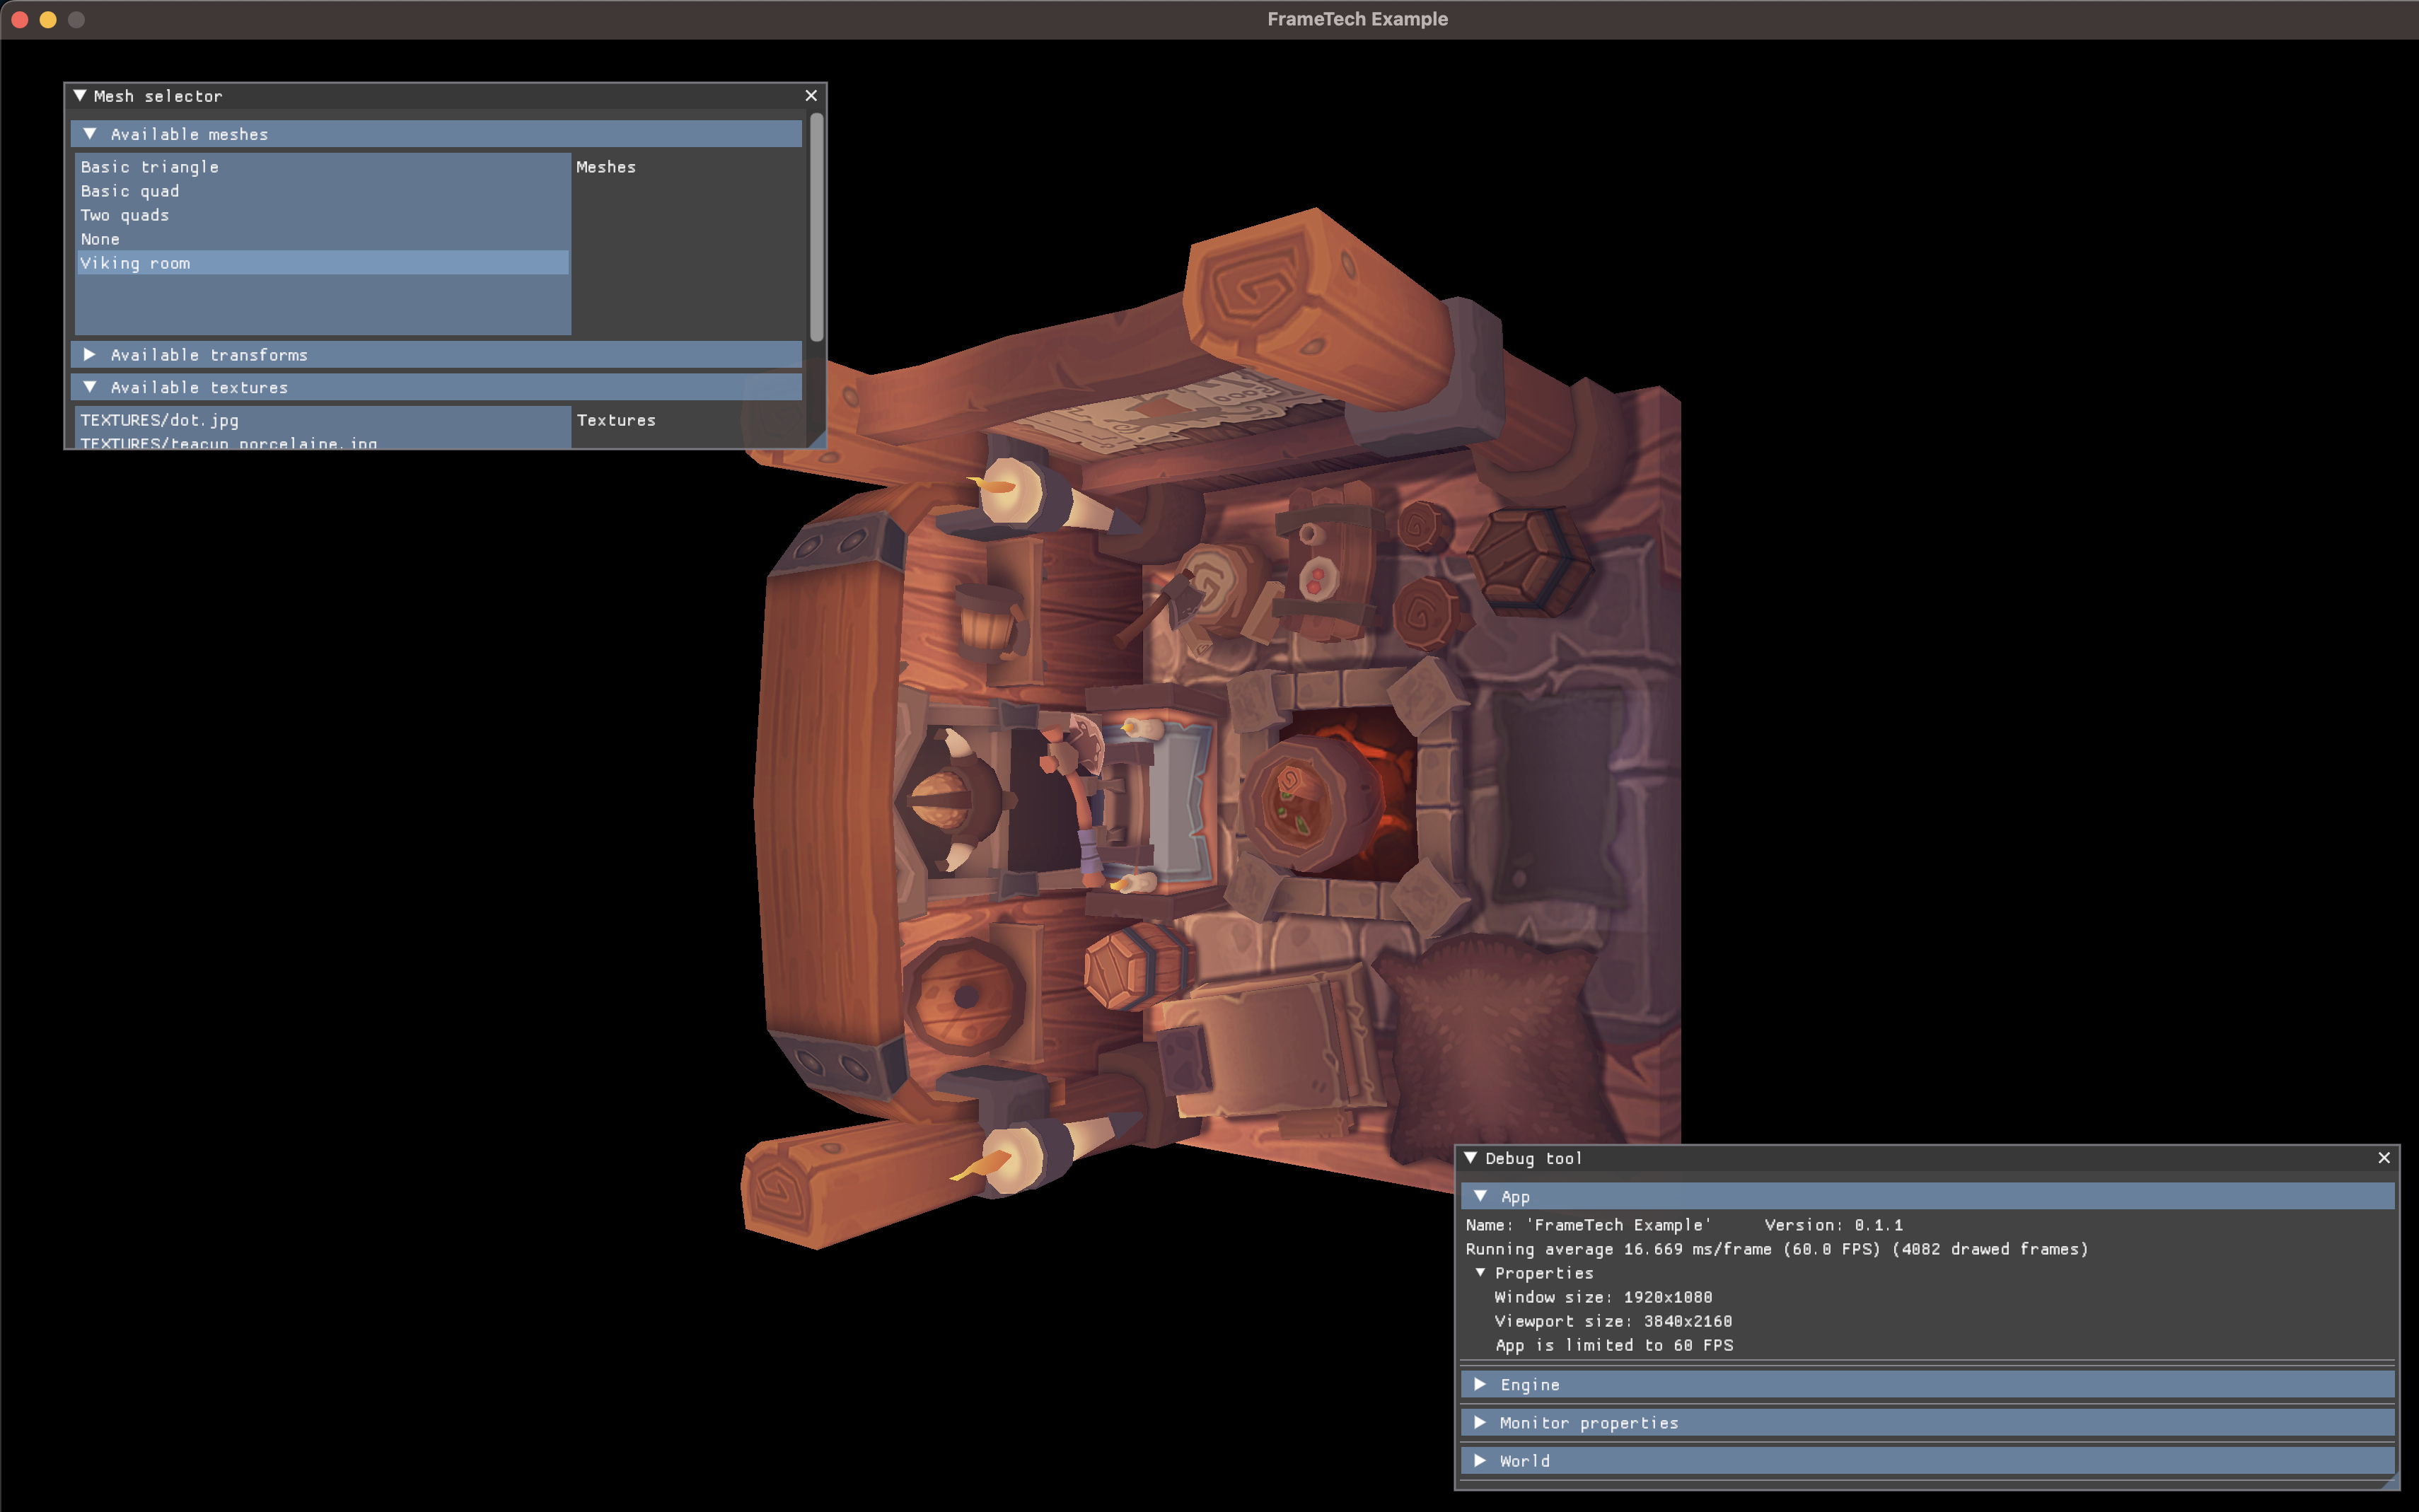 FrameTech Example
Mesh selector
Available meshes
Basic triangle
Meshes
Basic quad
Two quads
None
Viking room
Available transforms
Available textures
TEXTURES/dot.jpg
Textures
TEXTURES/teacup_porcelaine.jpg
Debug tool
App
Name: 'FrameTech Example' Version: 0.1.1
Running average 16.669 ms/frame (60.0 FPS) (4082 drawed frames)
Properties
Window size: 1920x1080
Viewport size: 3840x2160
App is limited to 60 FPS
Engine
Monitor properties
World